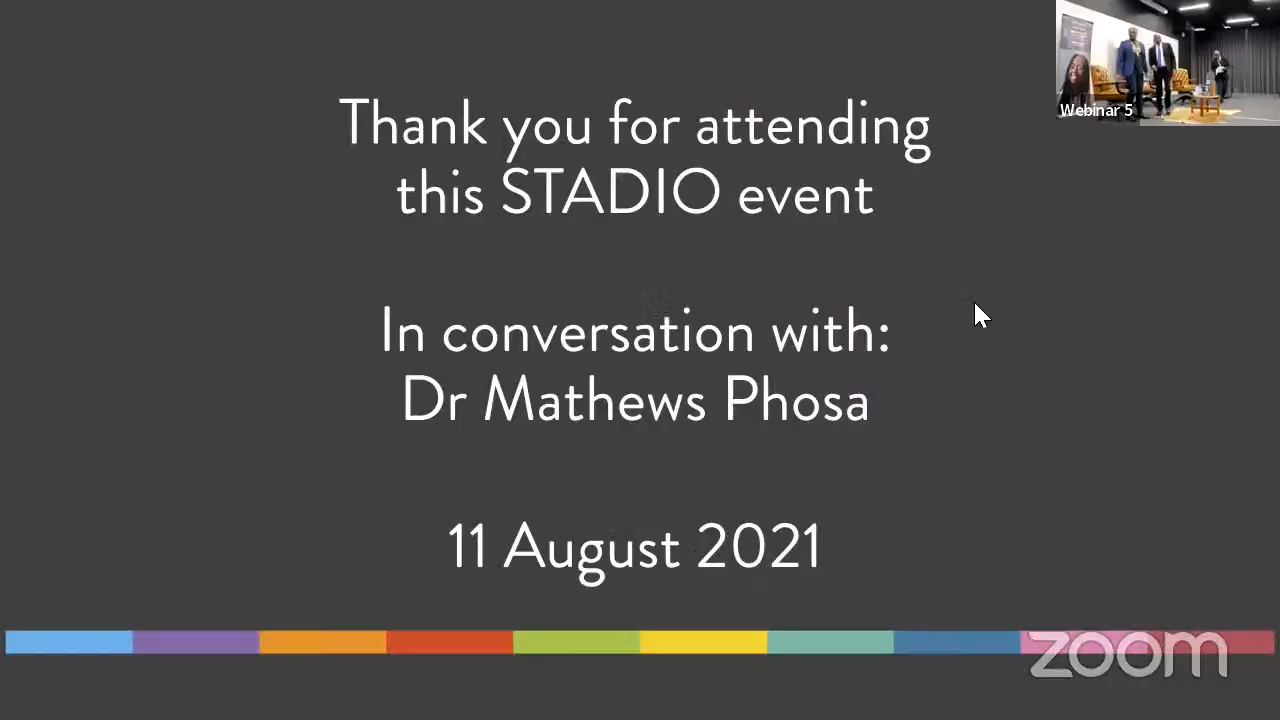 Thank you for attending
this STADIO event
In conversation with:
Dr Mathews Phosa
11 August 2021
Webinar 5
zoom